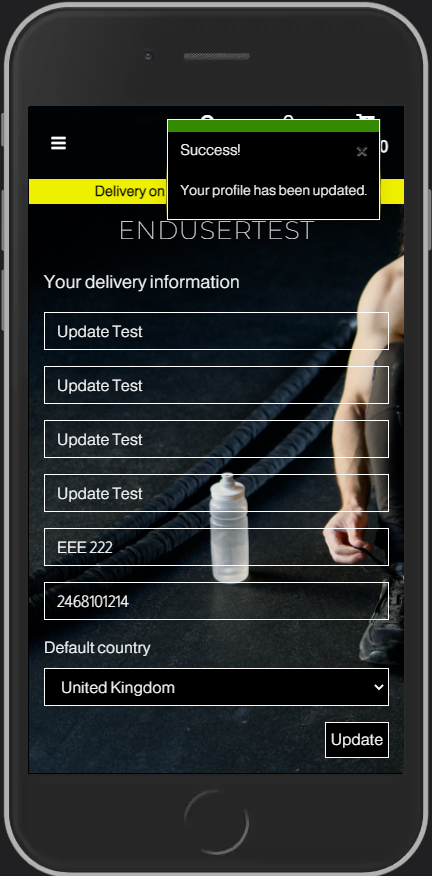 0
Success!
×
Your profile has been updated.
Delivery on
ENDUSERTEST
Your delivery information
Update Test
Update Test
Update Test
Update Test
EEE 222
2468101214
Default country
United Kingdom
Update